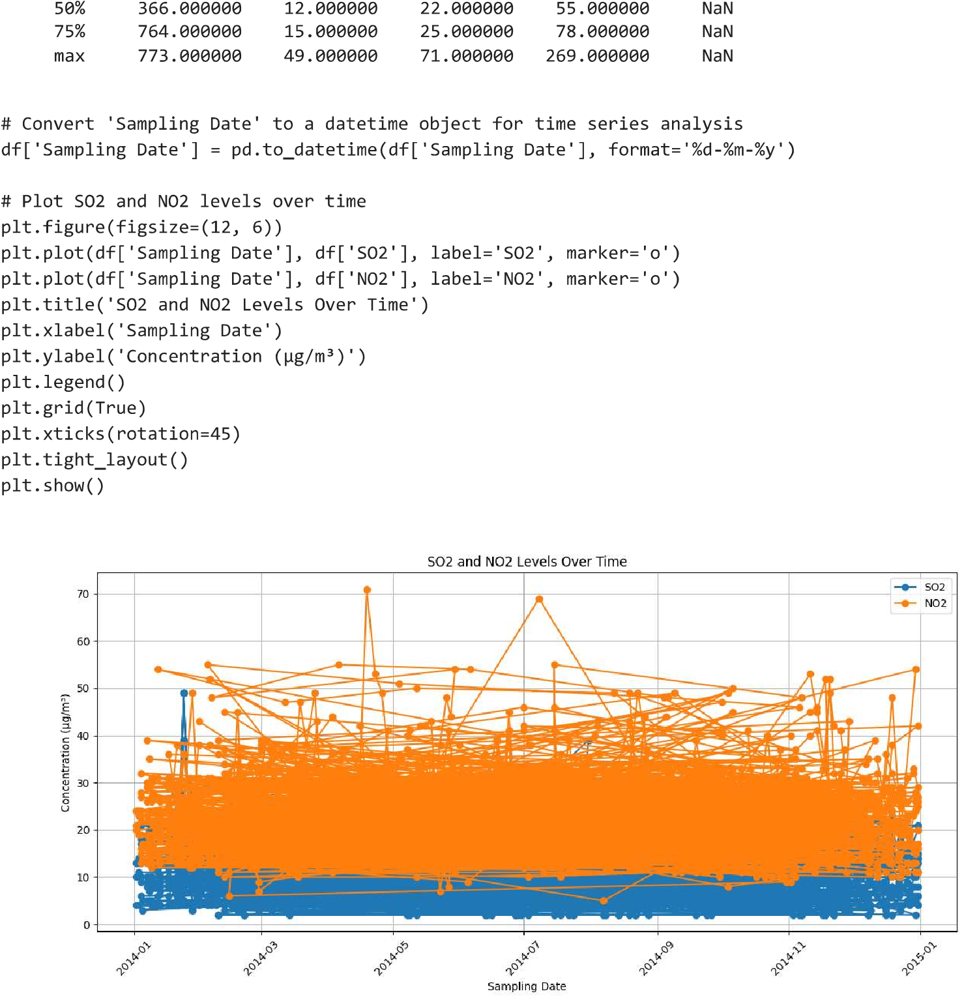 50% 366.000000 12.000000 22.000000 55.000000 NaN
75% 764.000000 15.000000 25.000000 78.000000 NaN
max 773.000000 49.000000 71.000000 269.000000 NaN
# Convert 'Sampling Date' to a datetime object for time series analysis
df['Sampling Date'] = pd.to_datetime(df['Sampling Date'], format='%d-%m-%y')
# Plot SO2 and NO2 levels over time
plt.figure(figsize=(12, 6))
plt.plot(df['Sampling Date'], df['SO2'], label='SO2', marker='o')
plt.plot(df['Sampling Date'], df['NO2'], label='NO2', marker='o')
plt.title('SO2 and NO2 Levels Over Time')
plt.xlabel('Sampling Date')
plt.ylabel('Concentration (µg/m³)')
plt.legend()
plt.grid(True)
plt.xticks(rotation=45)
plt.tight_layout()
plt.show()
SO2 and NO2 Levels Over Time
SO2
NO2
70
60
50
40
30
20
10
0
Concentration (µg/m³)
2014-01
2014-03
2014-05
2014-07
2014-09
2014-11
2015-01
Sampling Date